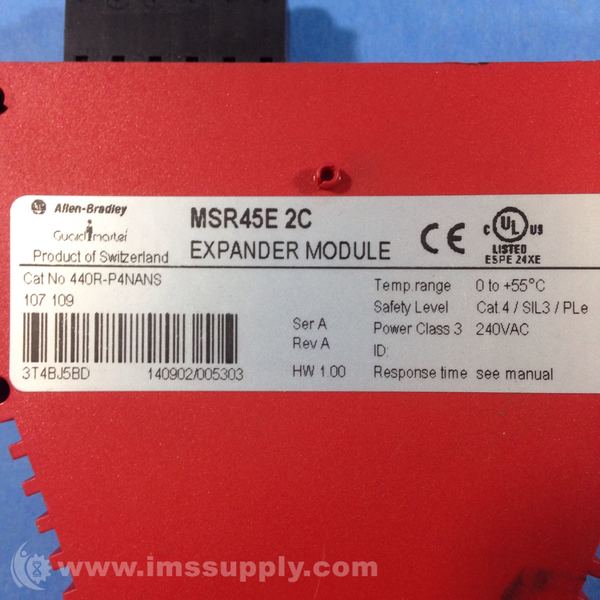 Allen-Bradley
Guardmaster
Product of Switzerland
MSR45E 2C
EXPANDER MODULE
CE
C UL US
LISTED
ESPE 24XE
Cat No 440R-P4NANS
107 109
3T4BJ5BD 140902/005303
Ser A
Rev A
HW 1.00
Temp.range 0 to +55°C
Safety Level Cat.4 / SIL3 / PLe
Power Class 3 240VAC
ID:
Response time see manual
www.imssupply.com